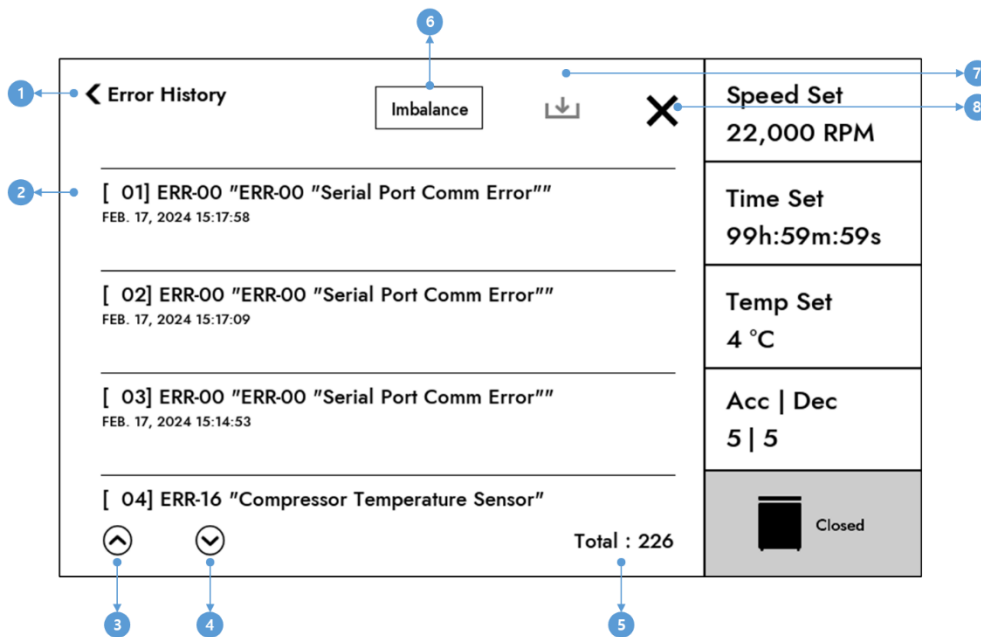 6
7
1
Error History
Imbalance
8
Speed Set
22,000 RPM
2
[ 01] ERR-00 "ERR-00 "Serial Port Comm Error""
FEB. 17, 2024 15:17:58
Time Set
99h:59m:59s
[ 02] ERR-00 "ERR-00 "Serial Port Comm Error""
FEB. 17, 2024 15:17:09
Temp Set
4 °C
[ 03] ERR-00 "ERR-00 "Serial Port Comm Error""
FEB. 17, 2024 15:14:53
Acc | Dec
5 | 5
[ 04] ERR-16 "Compressor Temperature Sensor"
Total : 226
Closed
3
4
5